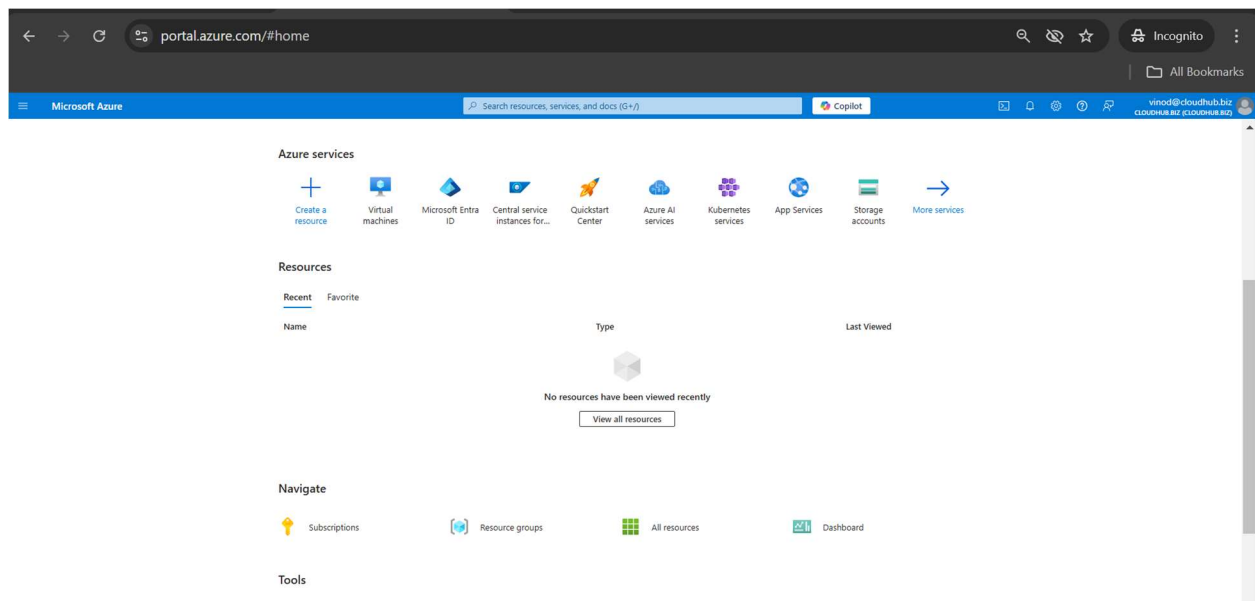 portal.azure.com/#home
Incognito
All Bookmarks
Microsoft Azure
Search resources, services, and docs (G+/)
Copilot
vinod@cloudhub.biz
CLOUDHUB.BIZ (CLOUDHUB.BIZ)
Azure services
Create a
resource
Virtual
machines
Microsoft Entra
ID
Central service
instances for...
Quickstart
Center
Azure AI
services
Kubernetes
services
App Services
Storage
accounts
More services
Resources
Recent Favorite
Name Type Last Viewed
No resources have been viewed recently
View all resources
Navigate
Subscriptions Resource groups All resources Dashboard
Tools